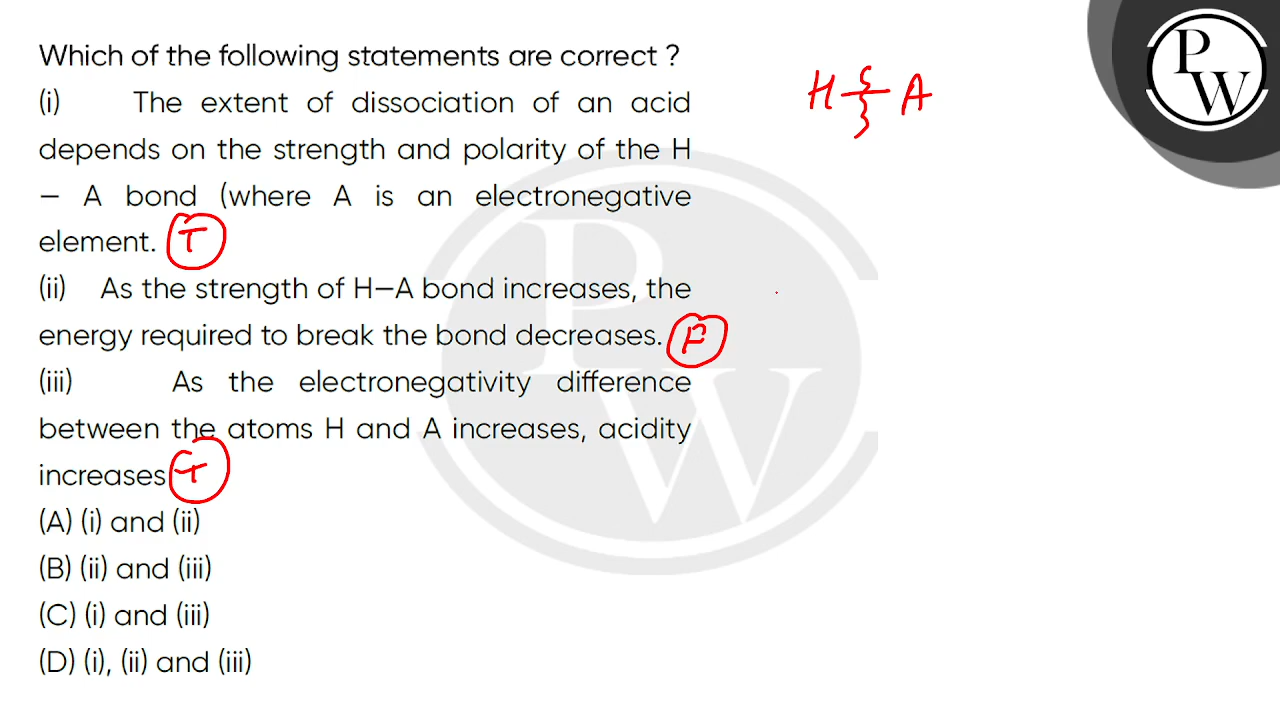 Which of the following statements are correct ?
(i) The extent of dissociation of an acid
depends on the strength and polarity of the H
– A bond (where A is an electronegative
element. T
(ii) As the strength of H–A bond increases, the
energy required to break the bond decreases. F
(iii) As the electronegativity difference
between the atoms H and A increases, acidity
increases T
(A) (i) and (ii)
(B) (ii) and (iii)
(C) (i) and (iii)
(D) (i), (ii) and (iii)
H A
P
W
P
W